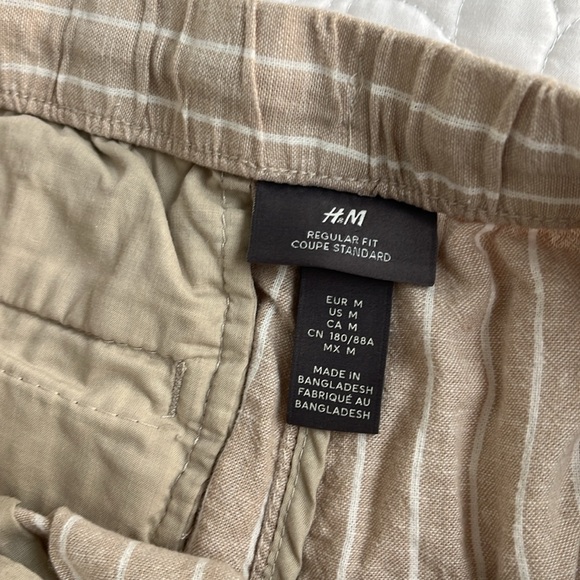 H&M
REGULAR FIT
COUPE STANDARD
EUR M
US M
CA M
CN 180/88A
MX M
MADE IN
BANGLADESH
FABRIQUÉ AU
BANGLADESH